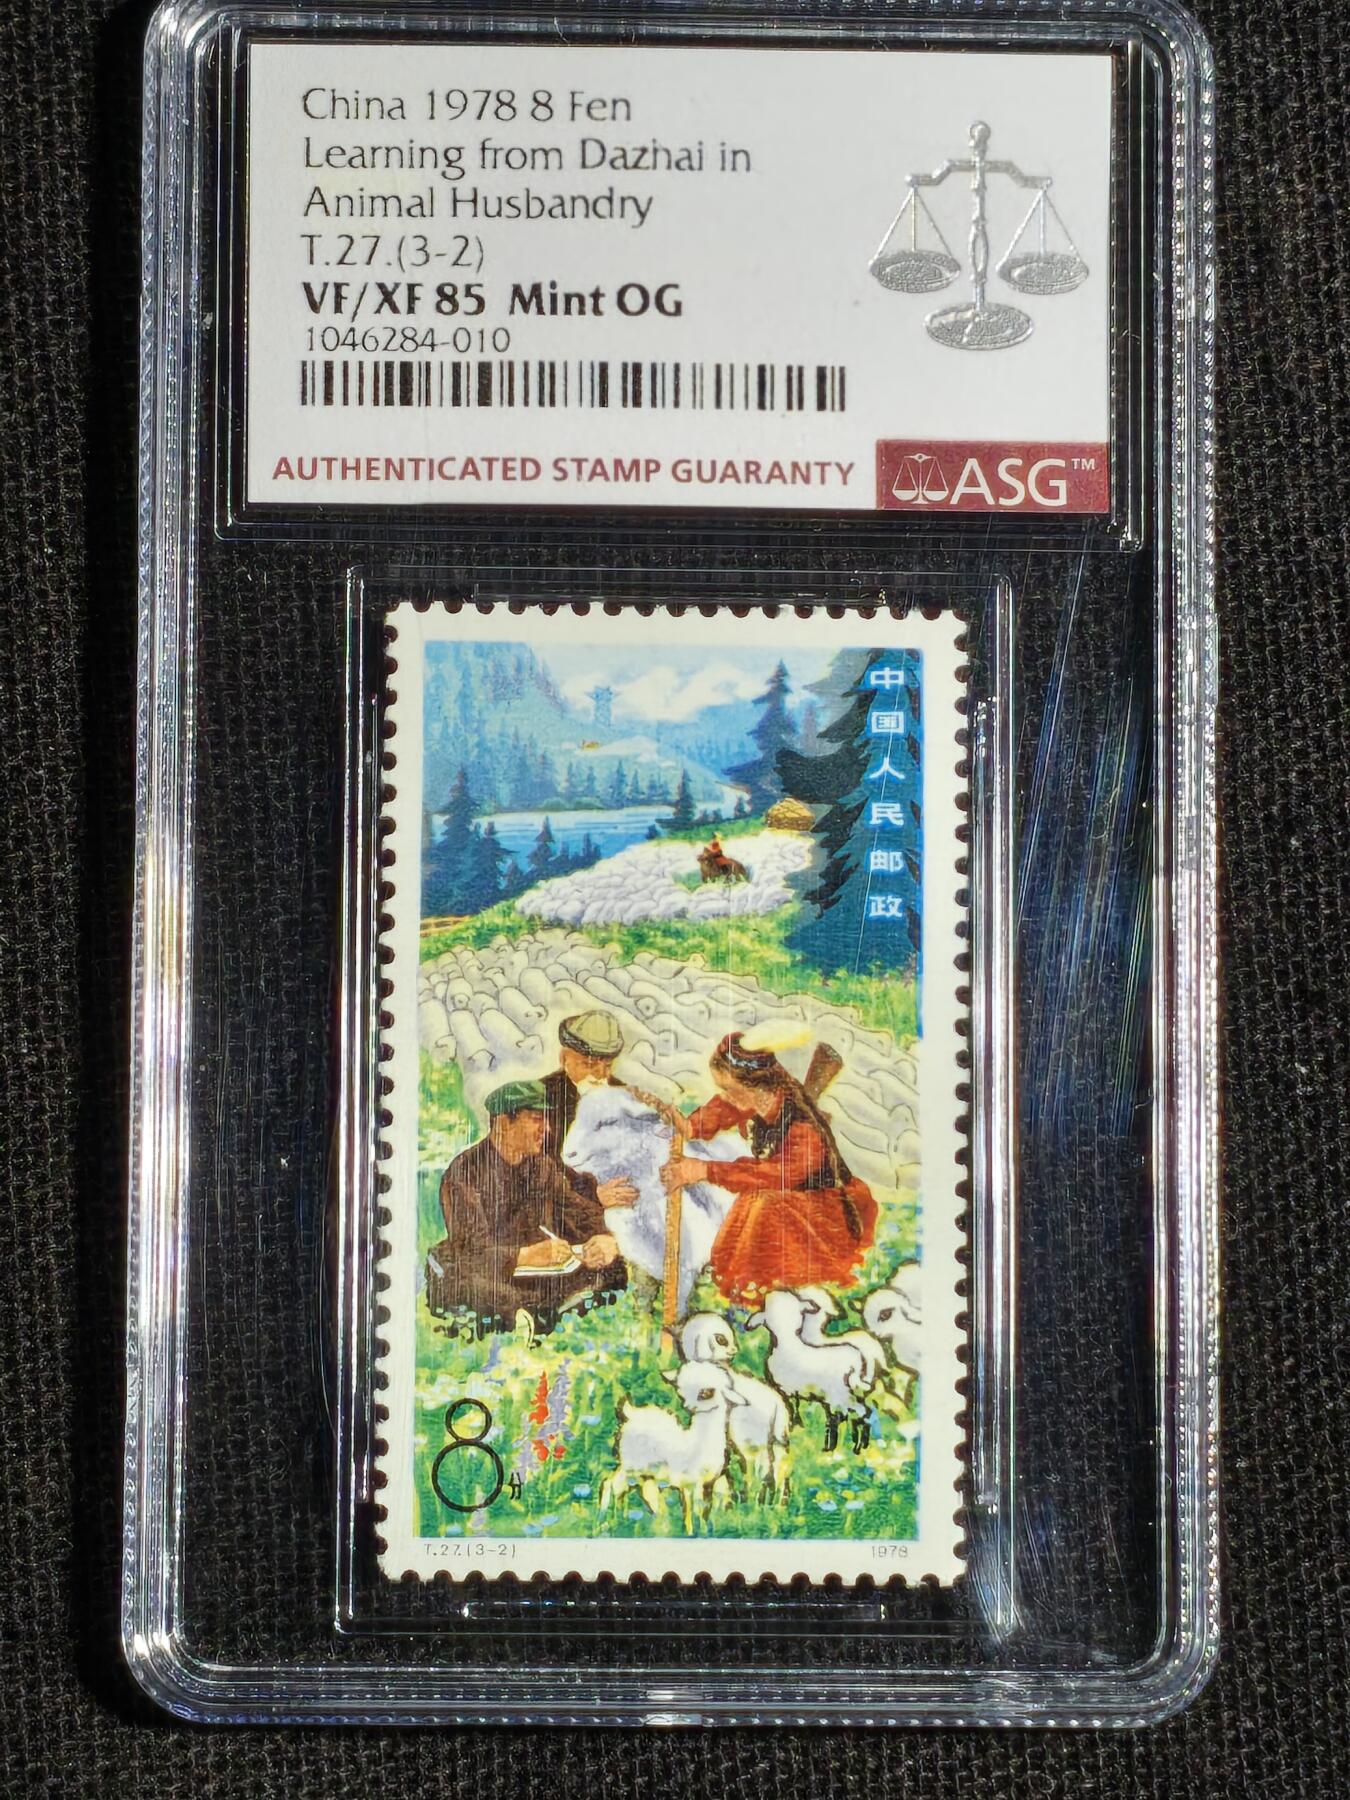 China 1978 8 Fen
Learning from Dazhai in
Animal Husbandry
T.27.(3-2)
VF/XF 85 Mint OG
1046284-010
AUTHENTICATED STAMP GUARANTY
ASG™
中国人民邮政
8分
T.27.(3-2)
1978